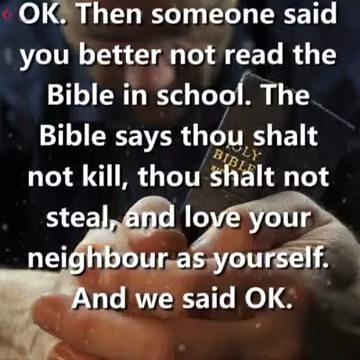 OK. Then someone said
you better not read the
Bible in school. The
Bible says thou shalt
not kill, thou shalt not
steal, and love your
neighbour as yourself.
And we said OK.
HOLY
BIBLE